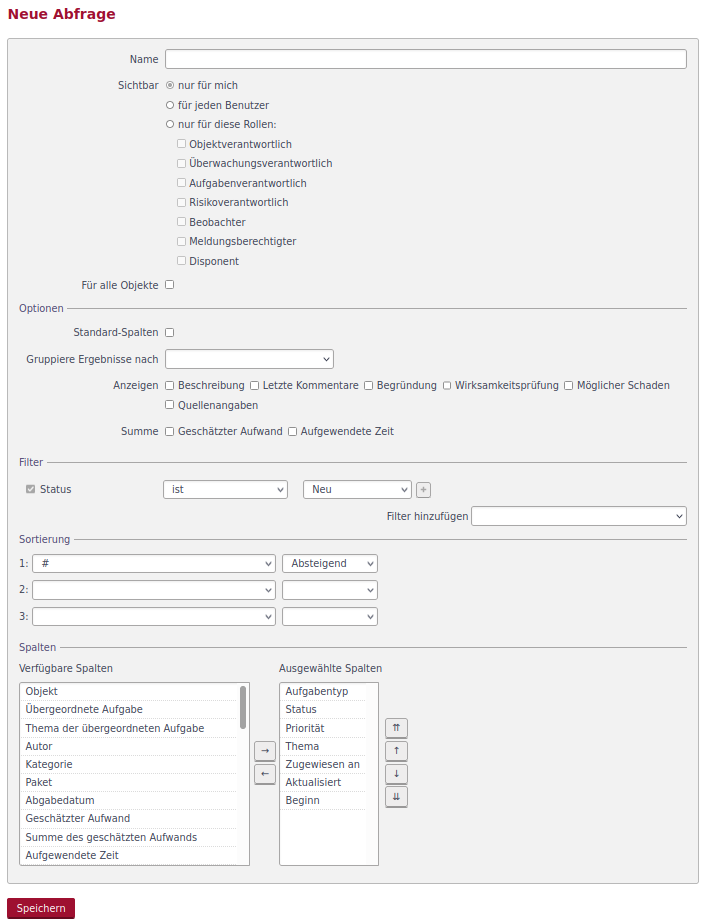 Neue Abfrage
Name
Sichtbar nur für mich
für jeden Benutzer
nur für diese Rollen:
Objektverantwortlich
Überwachungsverantwortlich
Aufgabenverantwortlich
Risikoverantwortlich
Beobachter
Meldungsberechtigter
Disponent
Für alle Objekte
Optionen
Standard-Spalten
Gruppiere Ergebnisse nach
Anzeigen Beschreibung Letzte Kommentare Begründung Wirksamkeitsprüfung Möglicher Schaden
Quellenangaben
Summe Geschätzter Aufwand Aufgewendete Zeit
Filter
Status ist Neu +
Filter hinzufügen
Sortierung
1: # Absteigend
2:
3:
Spalten
Verfügbare Spalten Ausgewählte Spalten
Objekt Aufgabentyp
Übergeordnete Aufgabe Status
Thema der übergeordneten Aufgabe Priorität ⇈
Autor Thema → ↑
Kategorie Zugewiesen an
Paket Aktualisiert ← ↓
Abgabedatum Beginn ⇊
Geschätzter Aufwand
Summe des geschätzten Aufwands
Aufgewendete Zeit
Speichern